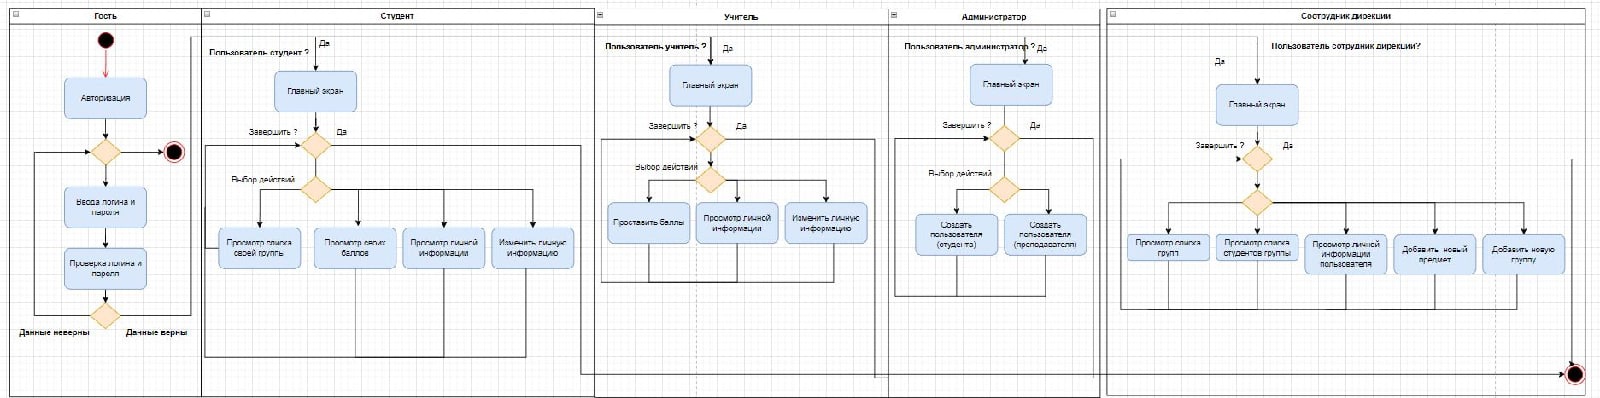 Гость
Студент
Учитель
Администратор
Сострудник дирекции
Авторизация
Ввода логина и
пароля
Проверка логина и
пароля
Данные неверны
Данные верны
Пользователь студент ?
Да
Главный экран
Завершить ?
Да
Выбор действий
Просмотр списка
своей группы
Просмотр своих
баллов
Просмотр личной
информации
Изменить личную
информацию
Пользователь учитель ?
Да
Главный экран
Завершить ?
Да
Выбор действий
Проставить баллы
Просмотр личной
информации
Изменить личную
информацию
Пользователь администратор ?
Да
Главный экран
Завершить ?
Да
Выбор действий
Создать
пользователя
(студента)
Создать
пользователя
(преподавателя)
Пользователь сотрудник дирекции?
Да
Главный экран
Завершить ?
Да
Просмотр списка
групп
Просмотр списка
студентов группы
Просмотр личной
информации
пользователя
Добавить новый
предмет
Добавить новую
группу